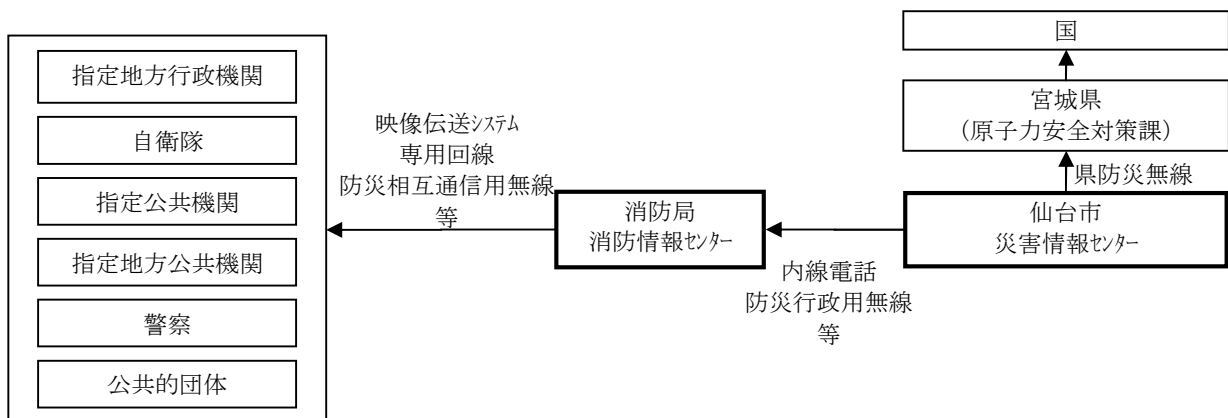 指定地方行政機関
自衛隊
指定公共機関
指定地方公共機関
警察
公共的団体
映像伝送ｼｽﾃﾑ
専用回線
防災相互通信用無線
等
消防局
消防情報ｾﾝﾀｰ
内線電話
防災行政用無線
等
国
宮城県
（原子力安全対策課）
県防災無線
仙台市
災害情報ｾﾝﾀｰ